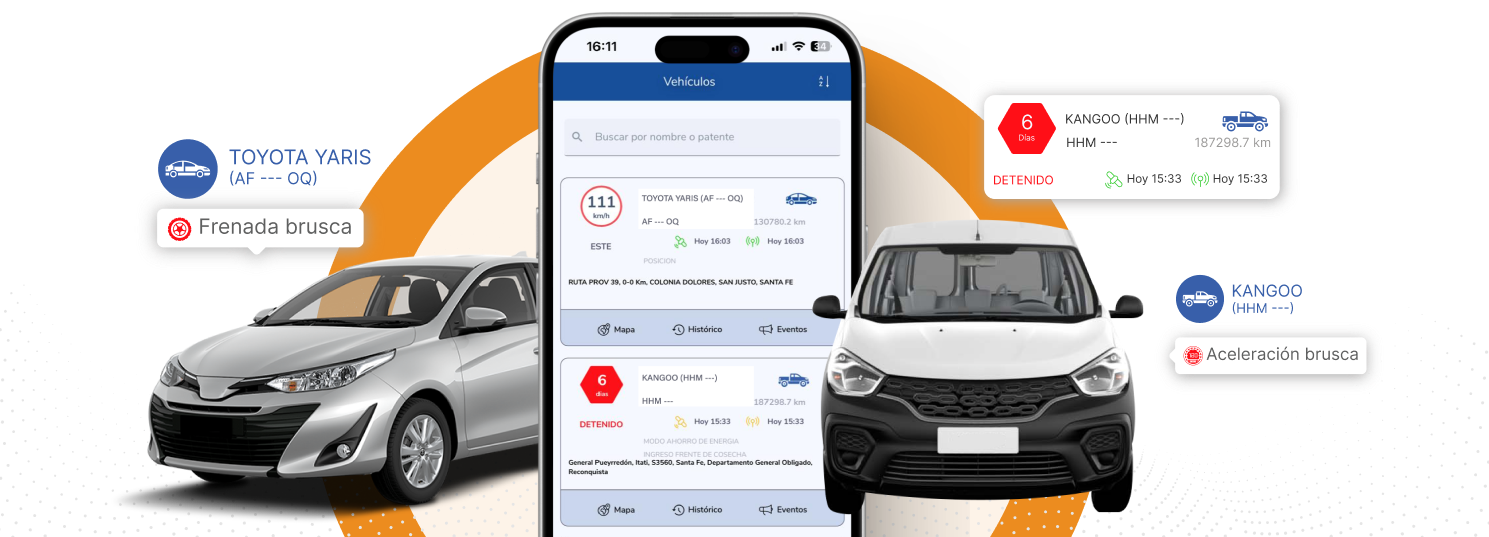 TOYOTA YARIS
(AF --- OQ)
Frenada brusca
16:11
34
Vehículos
A
Z
Buscar por nombre o patente
111
km/h
ESTE
TOYOTA YARIS (AF --- OQ)
AF --- OQ
130780.2 km
Hoy 16:03
Hoy 16:03
POSICION
RUTA PROV 39, 0-0 Km, COLONIA DOLORES, SAN JUSTO, SANTA FE
Mapa
Histórico
Eventos
6
días
DETENIDO
KANGOO (HHM ---)
HHM ---
187298.7 km
Hoy 15:33
Hoy 15:33
MODO AHORRO DE ENERGIA
INGRESO FRENTE DE COSECHA
General Pueyrredón, Itatí, S3560, Santa Fe, Departamento General Obligado,
Reconquista
Mapa
Histórico
Eventos
6
Días
KANGOO (HHM ---)
HHM ---
187298.7 km
DETENIDO
Hoy 15:33
Hoy 15:33
KANGOO
(HHM ---)
Aceleración brusca